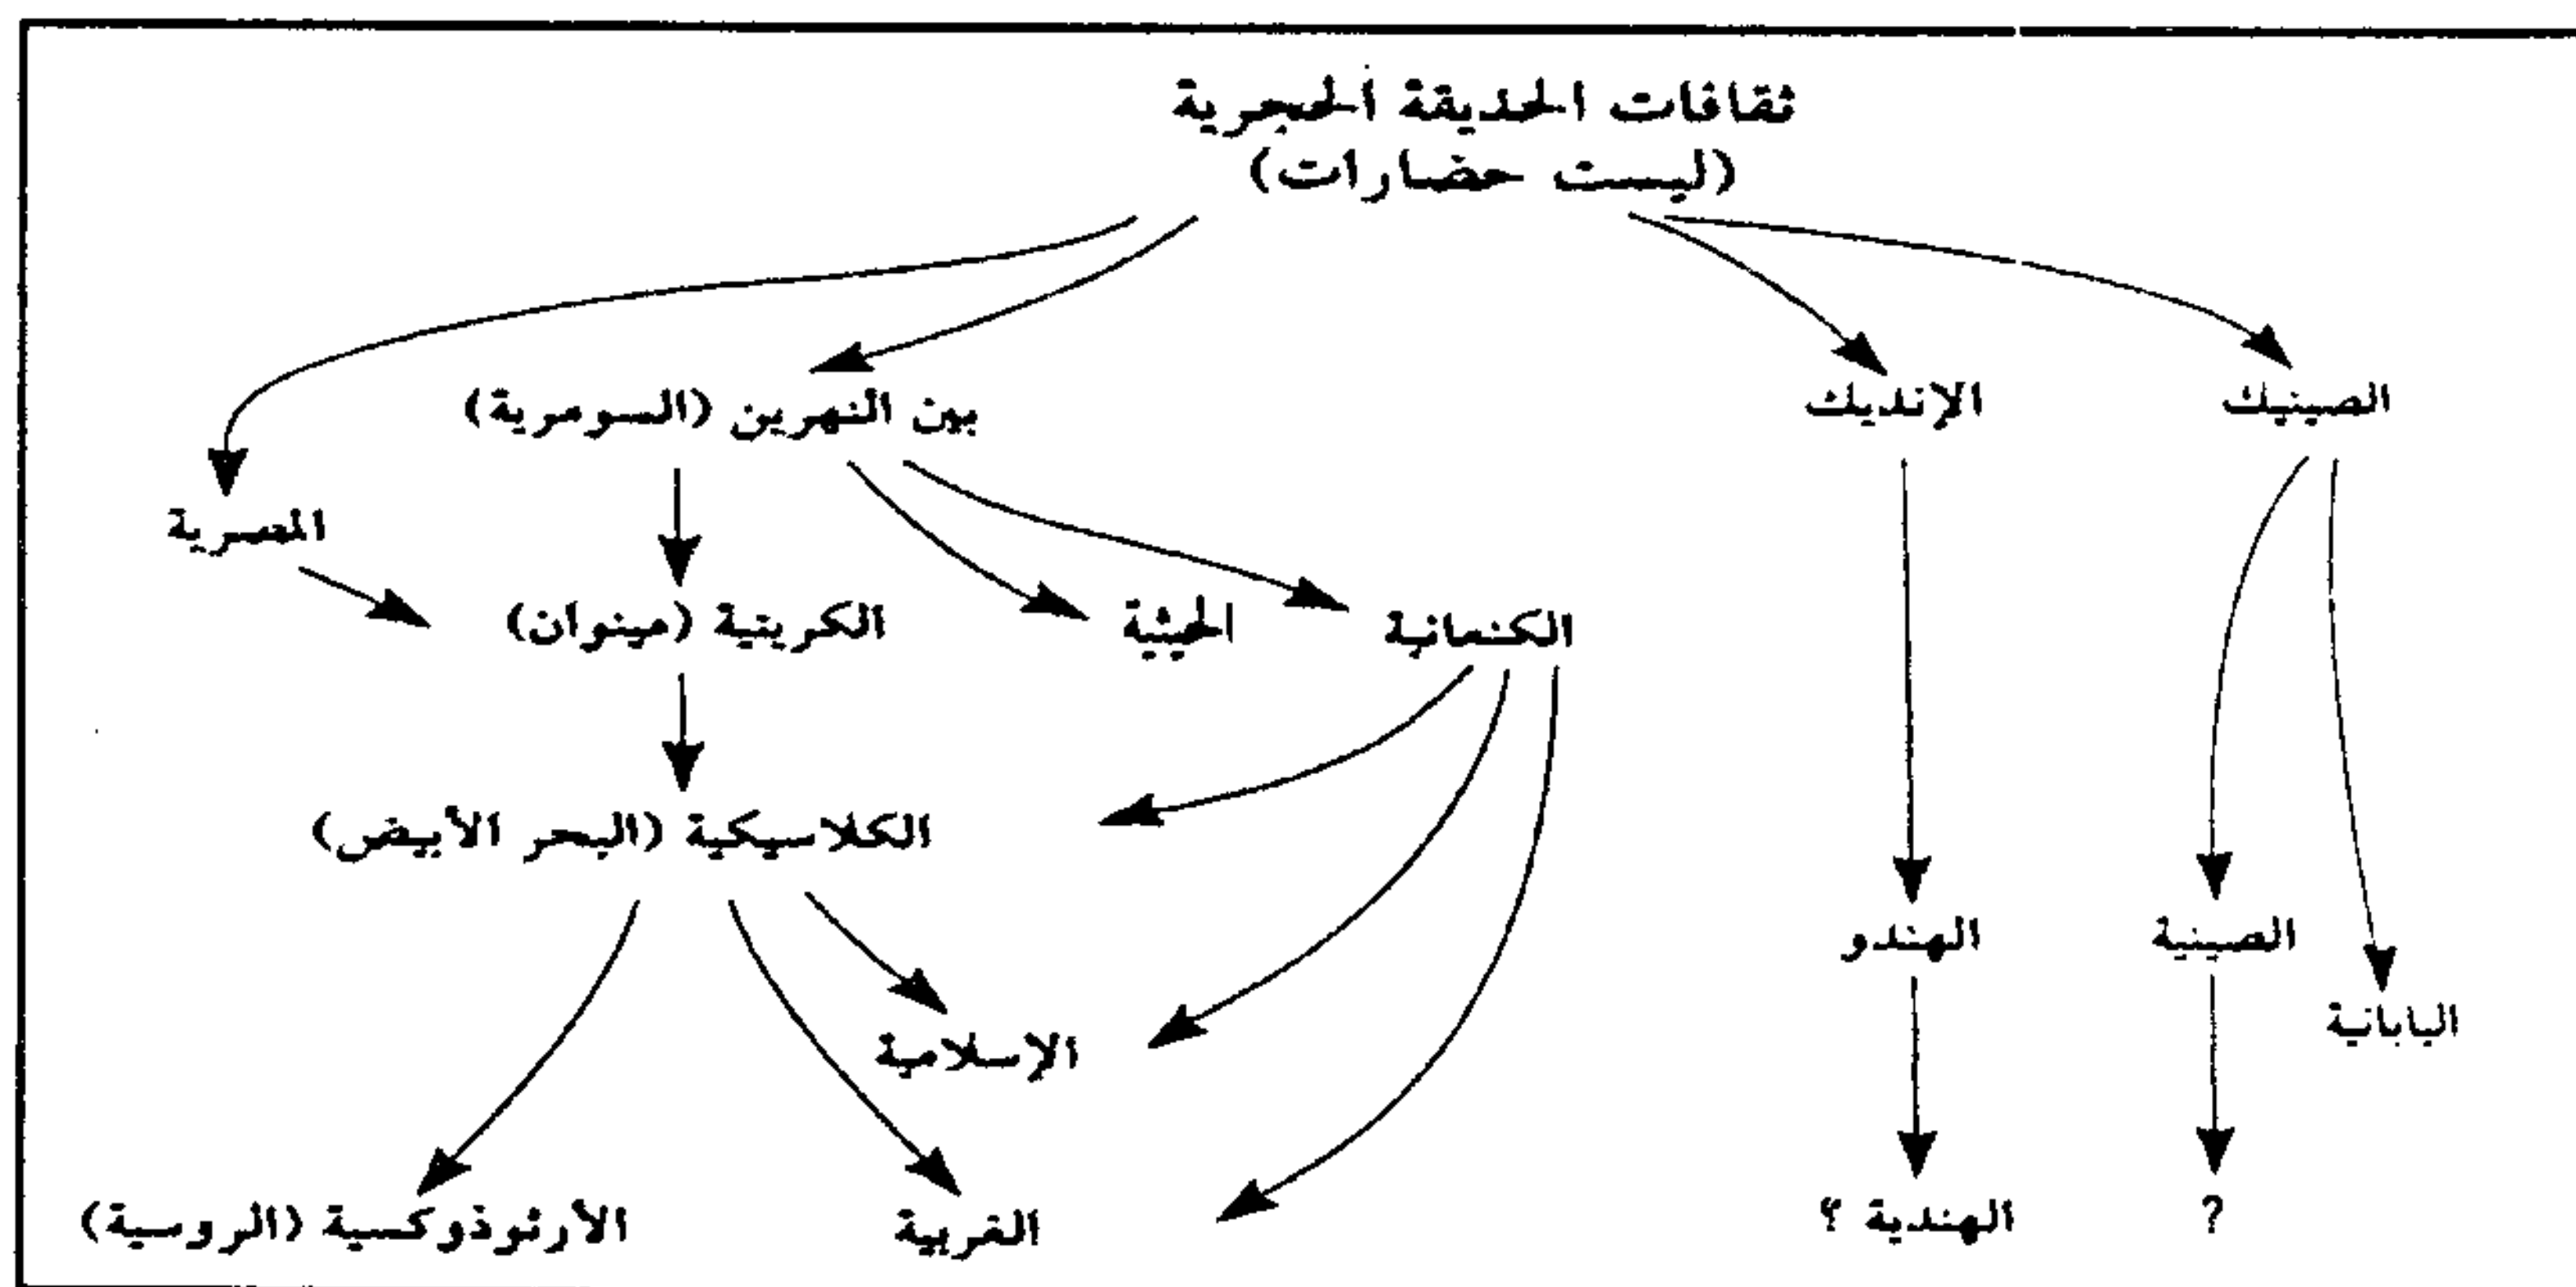 ثقافات الحديقة الحجرية
(ليست حضارات)
الصينيك
الإنديك
بين النهرين (السومرية)
المصرية
الكنعانية
الحيثية
الكريتية (مينوان)
الكلاسيكية (البحر الأبيض)
الصينية
الهندو
اليابانية
الإسلامية
?
الهندية ؟
الغربية
الأرثوذوكسية (الروسية)